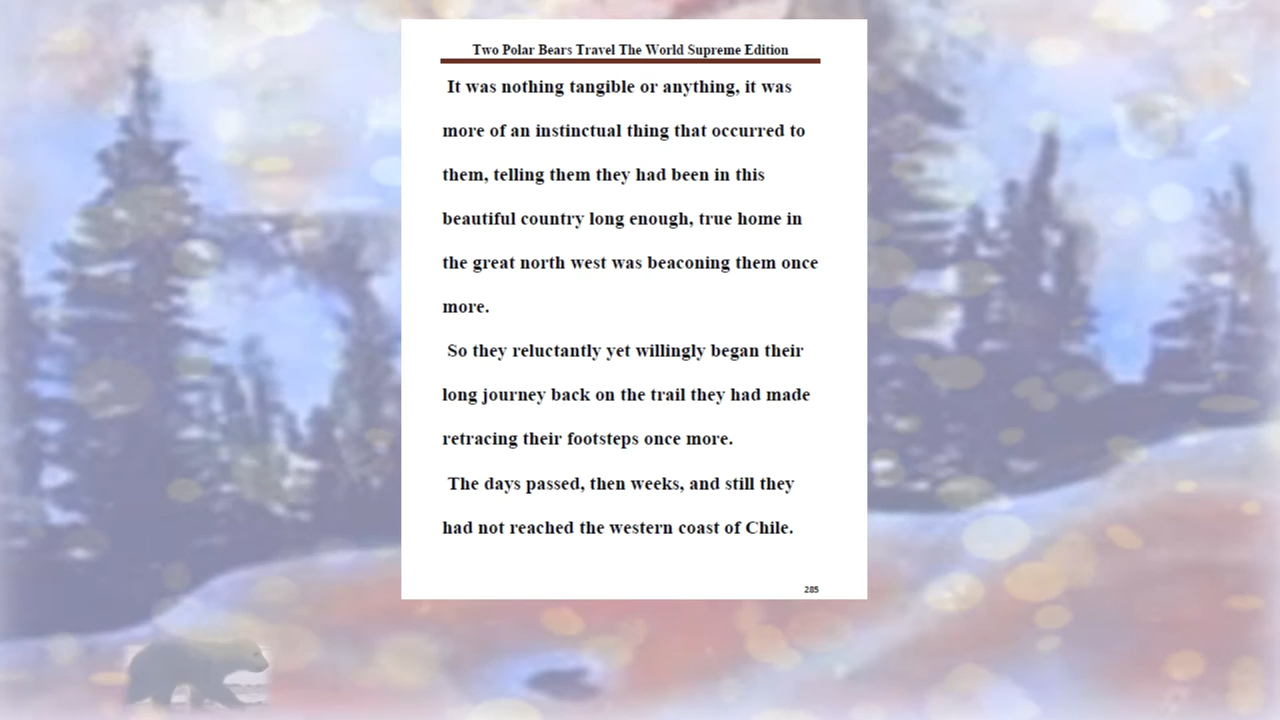 Two Polar Bears Travel The World Supreme Edition
It was nothing tangible or anything, it was
more of an instinctual thing that occurred to
them, telling them they had been in this
beautiful country long enough, true home in
the great north west was beaconing them once
more.
So they reluctantly yet willingly began their
long journey back on the trail they had made
retracing their footsteps once more.
The days passed, then weeks, and still they
had not reached the western coast of Chile.
285